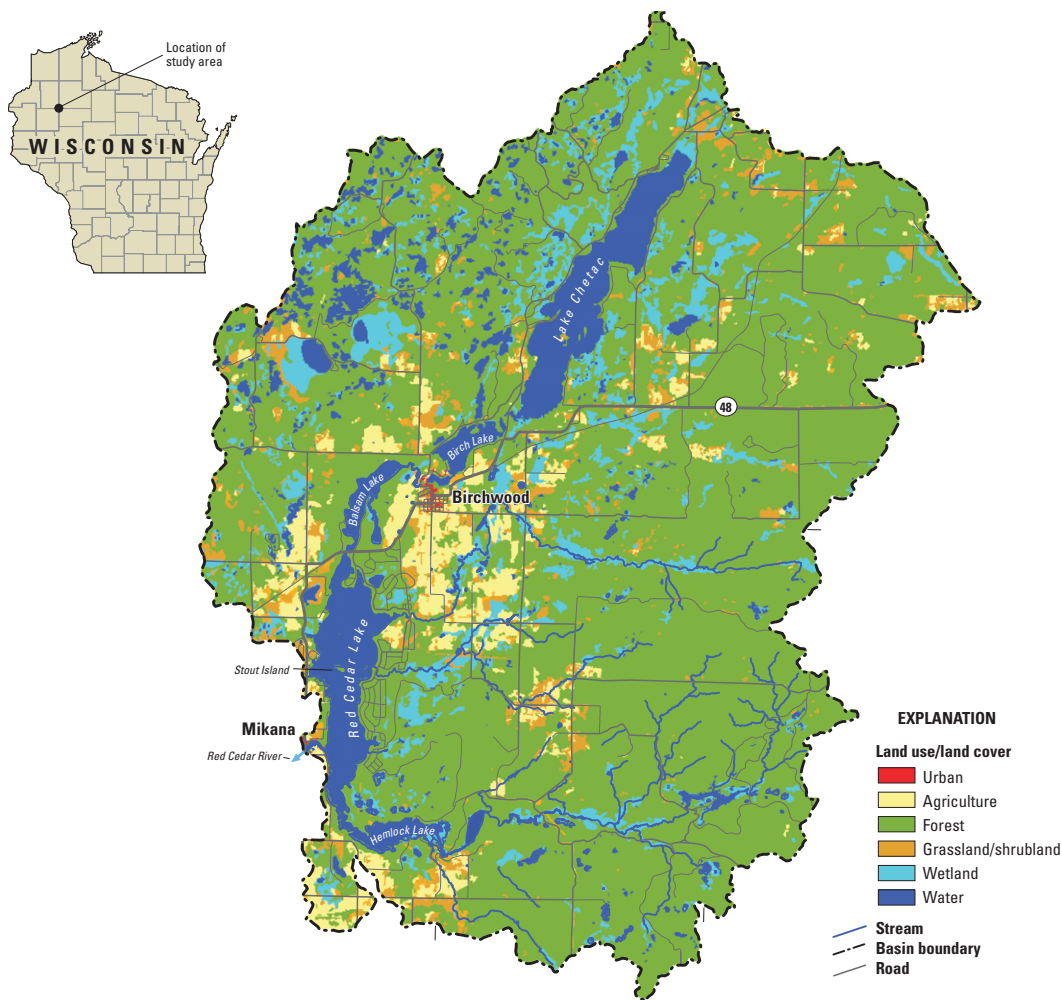 Location of
study area
WISCONSIN
Lake Chetac
48
Birch Lake
Birchwood
Balsam Lake
Stout Island
Red Cedar Lake
Mikana
Red Cedar River
Hemlock Lake
EXPLANATION
Land use/land cover
Urban
Agriculture
Forest
Grassland/shrubland
Wetland
Water
Stream
Basin boundary
Road